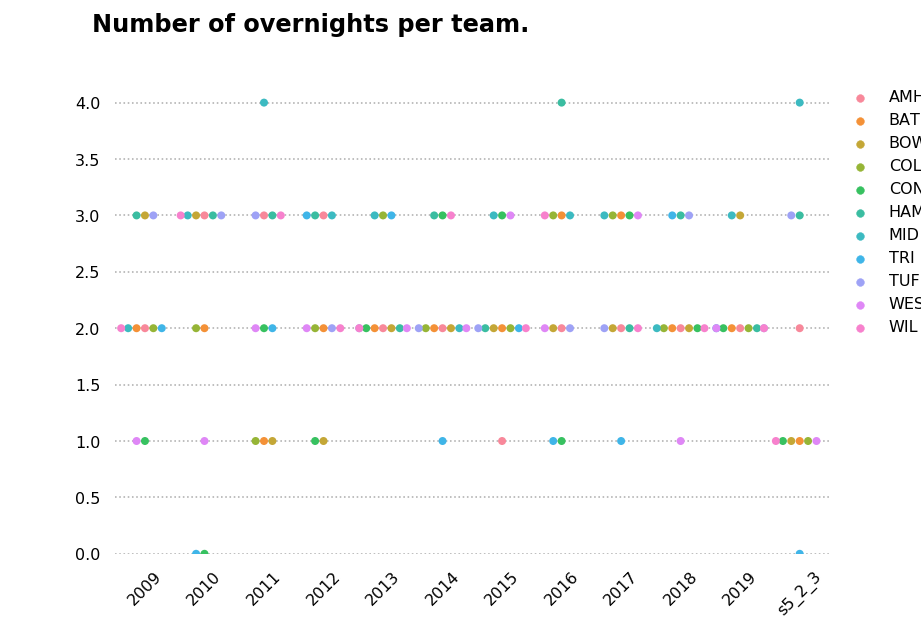 Number of overnights per team.
4.0
3.5
3.0
2.5
2.0
1.5
1.0
0.5
0.0
2009
2010
2011
2012
2013
2014
2015
2016
2017
2018
2019
s5_2_3
AMH
BAT
BOW
COL
CON
HAM
MID
TRI
TUF
WES
WIL